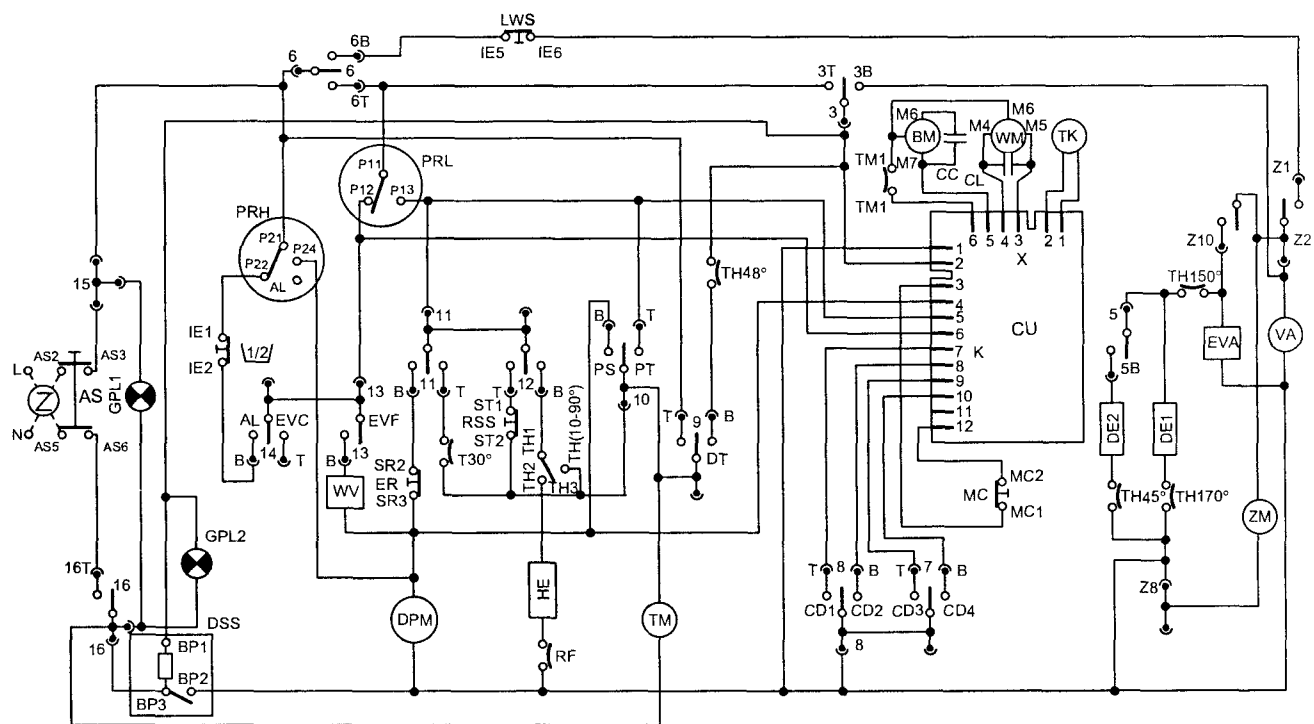 LWS
6B
IE5 IE6
6 6
6T
3T 3B
3
M6 M6
BM M4 WM M5 TK
TM1 M7
CC CL
TM1
P11 PRL
P12 P13
PRH
P21
P22 P24
AL
Z1
Z10 Z2
6 5 4 3 2 1
X
1
2
3
4
5
6
7 K
8
9
10
11
12
CU
TH48°
TH150°
15
IE1
IE2 1/2
11
B T
PS PT
10
5
5B
EVA
VA
L AS2 AS3
Z AS
N AS5 AS6
GPL1
AL EVC
14
B T
13
EVF
13
B
WV
B 11 T
T 12 B
SR2
ER
SR3
T30°
ST1
RSS
ST2
TH1
TH2
TH3
TH(10-90°)
T 9 B
DT
DE2 DE1
MC2
MC
MC1
TH45° TH170°
ZM
GPL2
16T
16
16
DSS
BP1
BP2
BP3
DPM
HE
RF
TM
T 8 B T 7 B
CD1 CD2 CD3 CD4
8
Z8